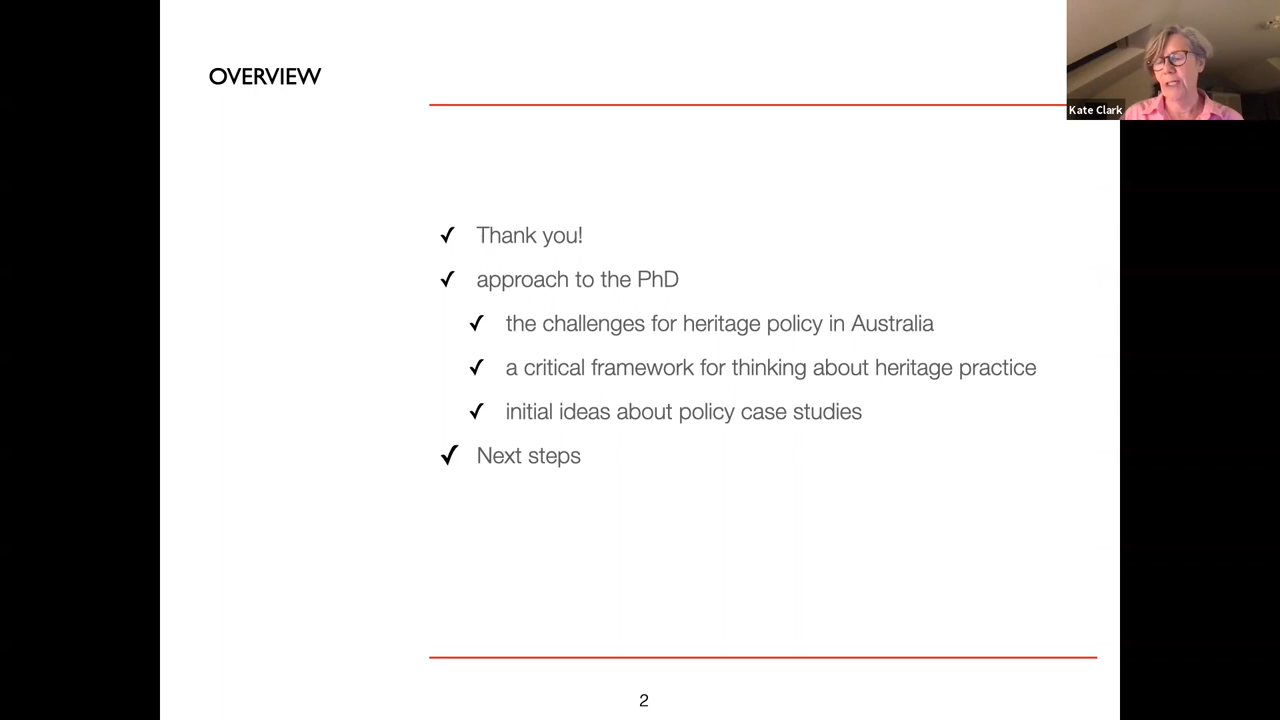 OVERVIEW
Kate Clark
✓ Thank you!
✓ approach to the PhD
✓ the challenges for heritage policy in Australia
✓ a critical framework for thinking about heritage practice
✓ initial ideas about policy case studies
✓ Next steps
2